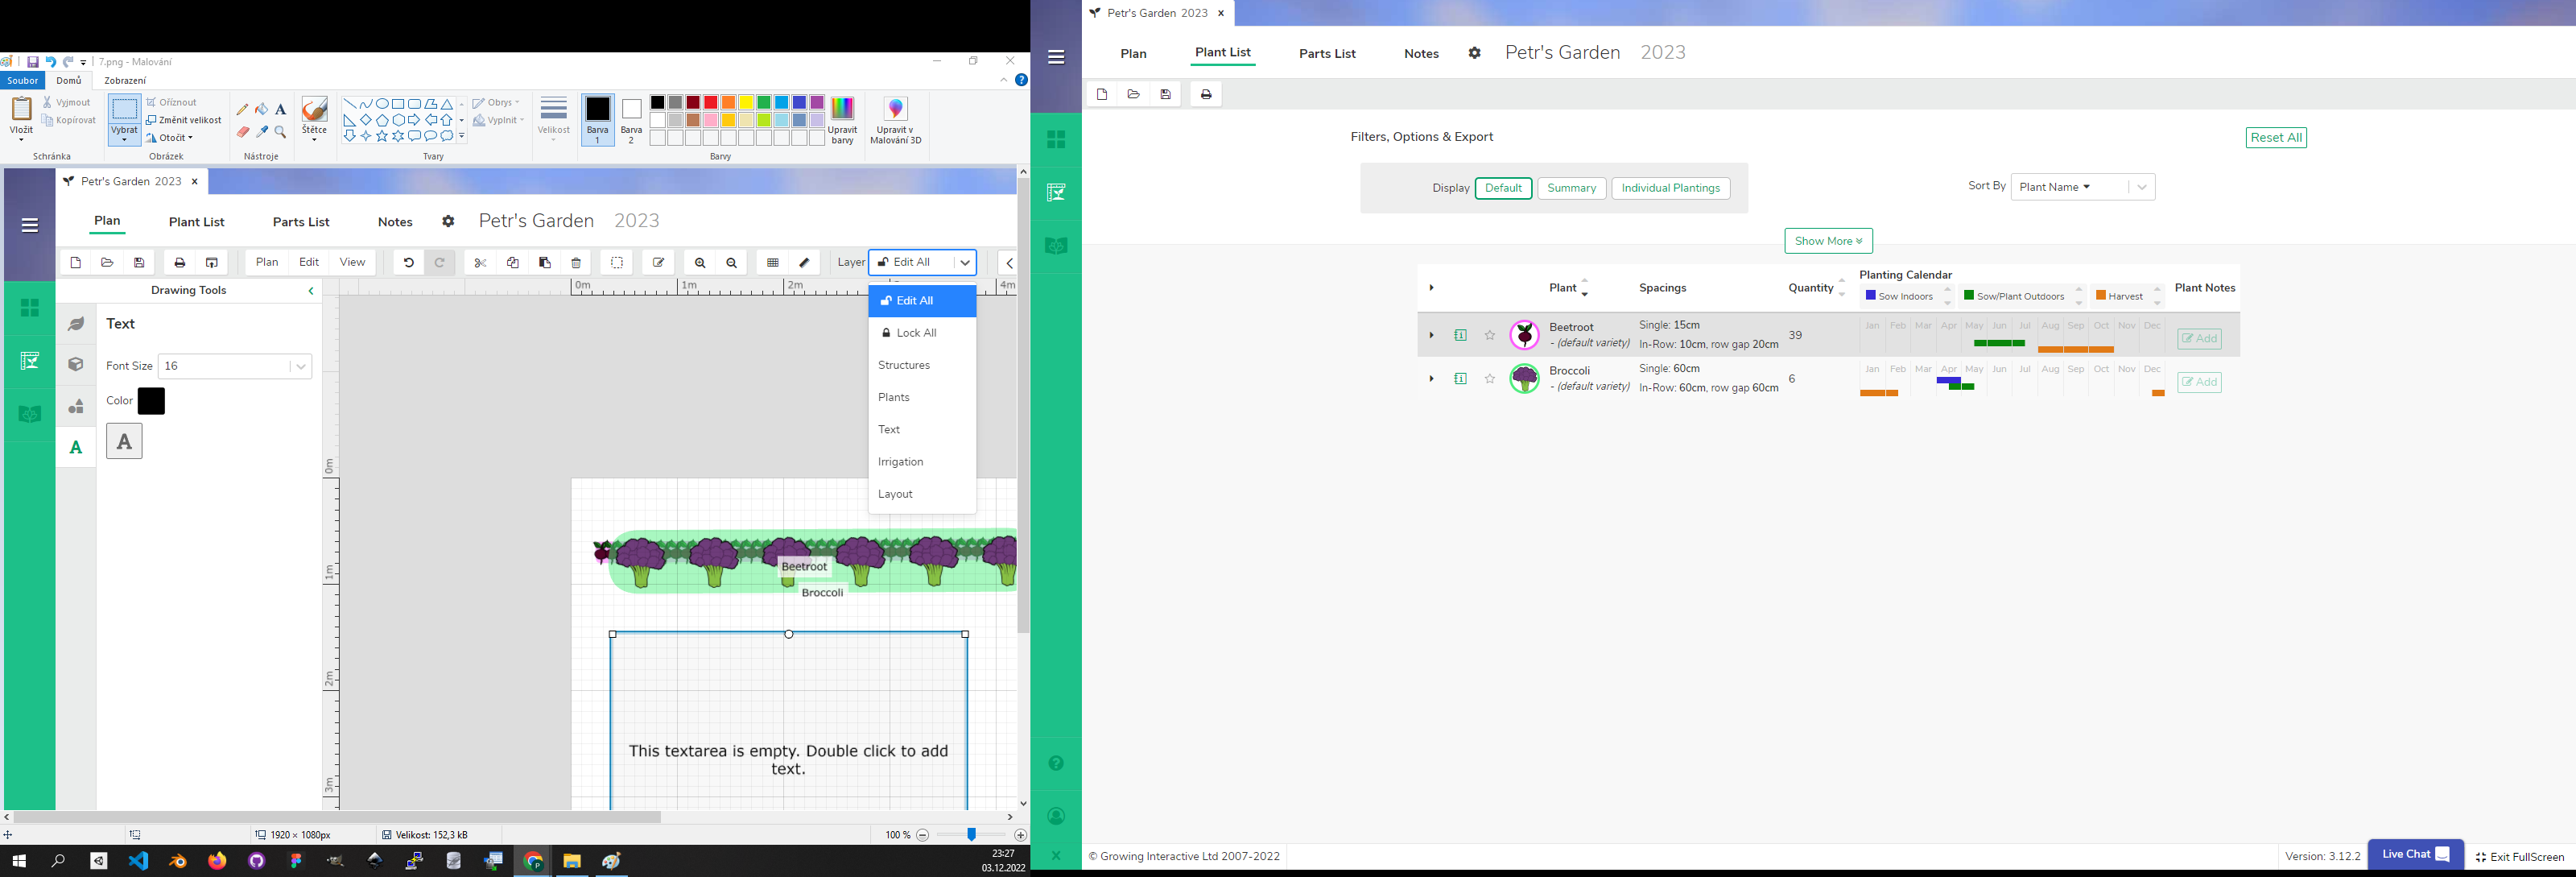 7.png - Malování
Soubor Domů Zobrazení
Vložit
Vyjmout
Kopírovat
Schránka
Vybrat
Oříznout
Změnit velikost
Otočit
Obrázek
Nástroje
Štětce
Obrys
Vyplnit
Tvary
Velikost
Barva
1
Barva
2
Upravit
barvy
Barvy
Upravit v
Malování 3D
Petr's Garden 2023 x
Plan Plant List Parts List Notes Petr's Garden 2023
Plan Edit View Layer Edit All
Drawing Tools
Text
Font Size 16
Color
A
A
0m 1m 2m 4m
0m
1m
2m
3m
Edit All
Lock All
Structures
Plants
Text
Irrigation
Layout
Beetroot
Broccoli
This textarea is empty. Double click to add
text.
1920 × 1080px
Velikost: 152,3 kB
100 %
23:27
03.12.2022
Petr's Garden 2023 x
Plan Plant List Parts List Notes Petr's Garden 2023
Filters, Options & Export
Reset All
Display Default Summary Individual Plantings
Sort By Plant Name
Show More
Plant Spacings Quantity
Planting Calendar
Sow Indoors Sow/Plant Outdoors Harvest
Plant Notes
Beetroot
- (default variety)
Single: 15cm
In-Row: 10cm, row gap 20cm
39
Jan Feb Mar Apr May Jun Jul Aug Sep Oct Nov Dec
Add
Broccoli
- (default variety)
Single: 60cm
In-Row: 60cm, row gap 60cm
6
Jan Feb Mar Apr May Jun Jul Aug Sep Oct Nov Dec
Add
© Growing Interactive Ltd 2007-2022
Version: 3.12.2
Live Chat
Exit FullScreen